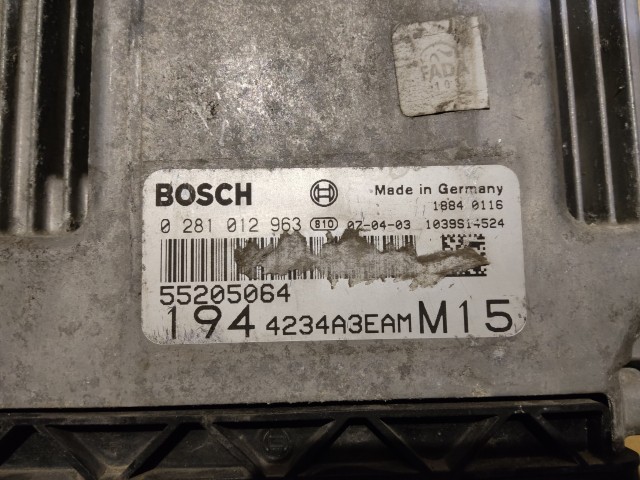 FADA
BOSCH Made in Germany
1884 0116
0 281 012 963 810 07-04-03 1039S14524
55205064
194 4234A3EAM M15